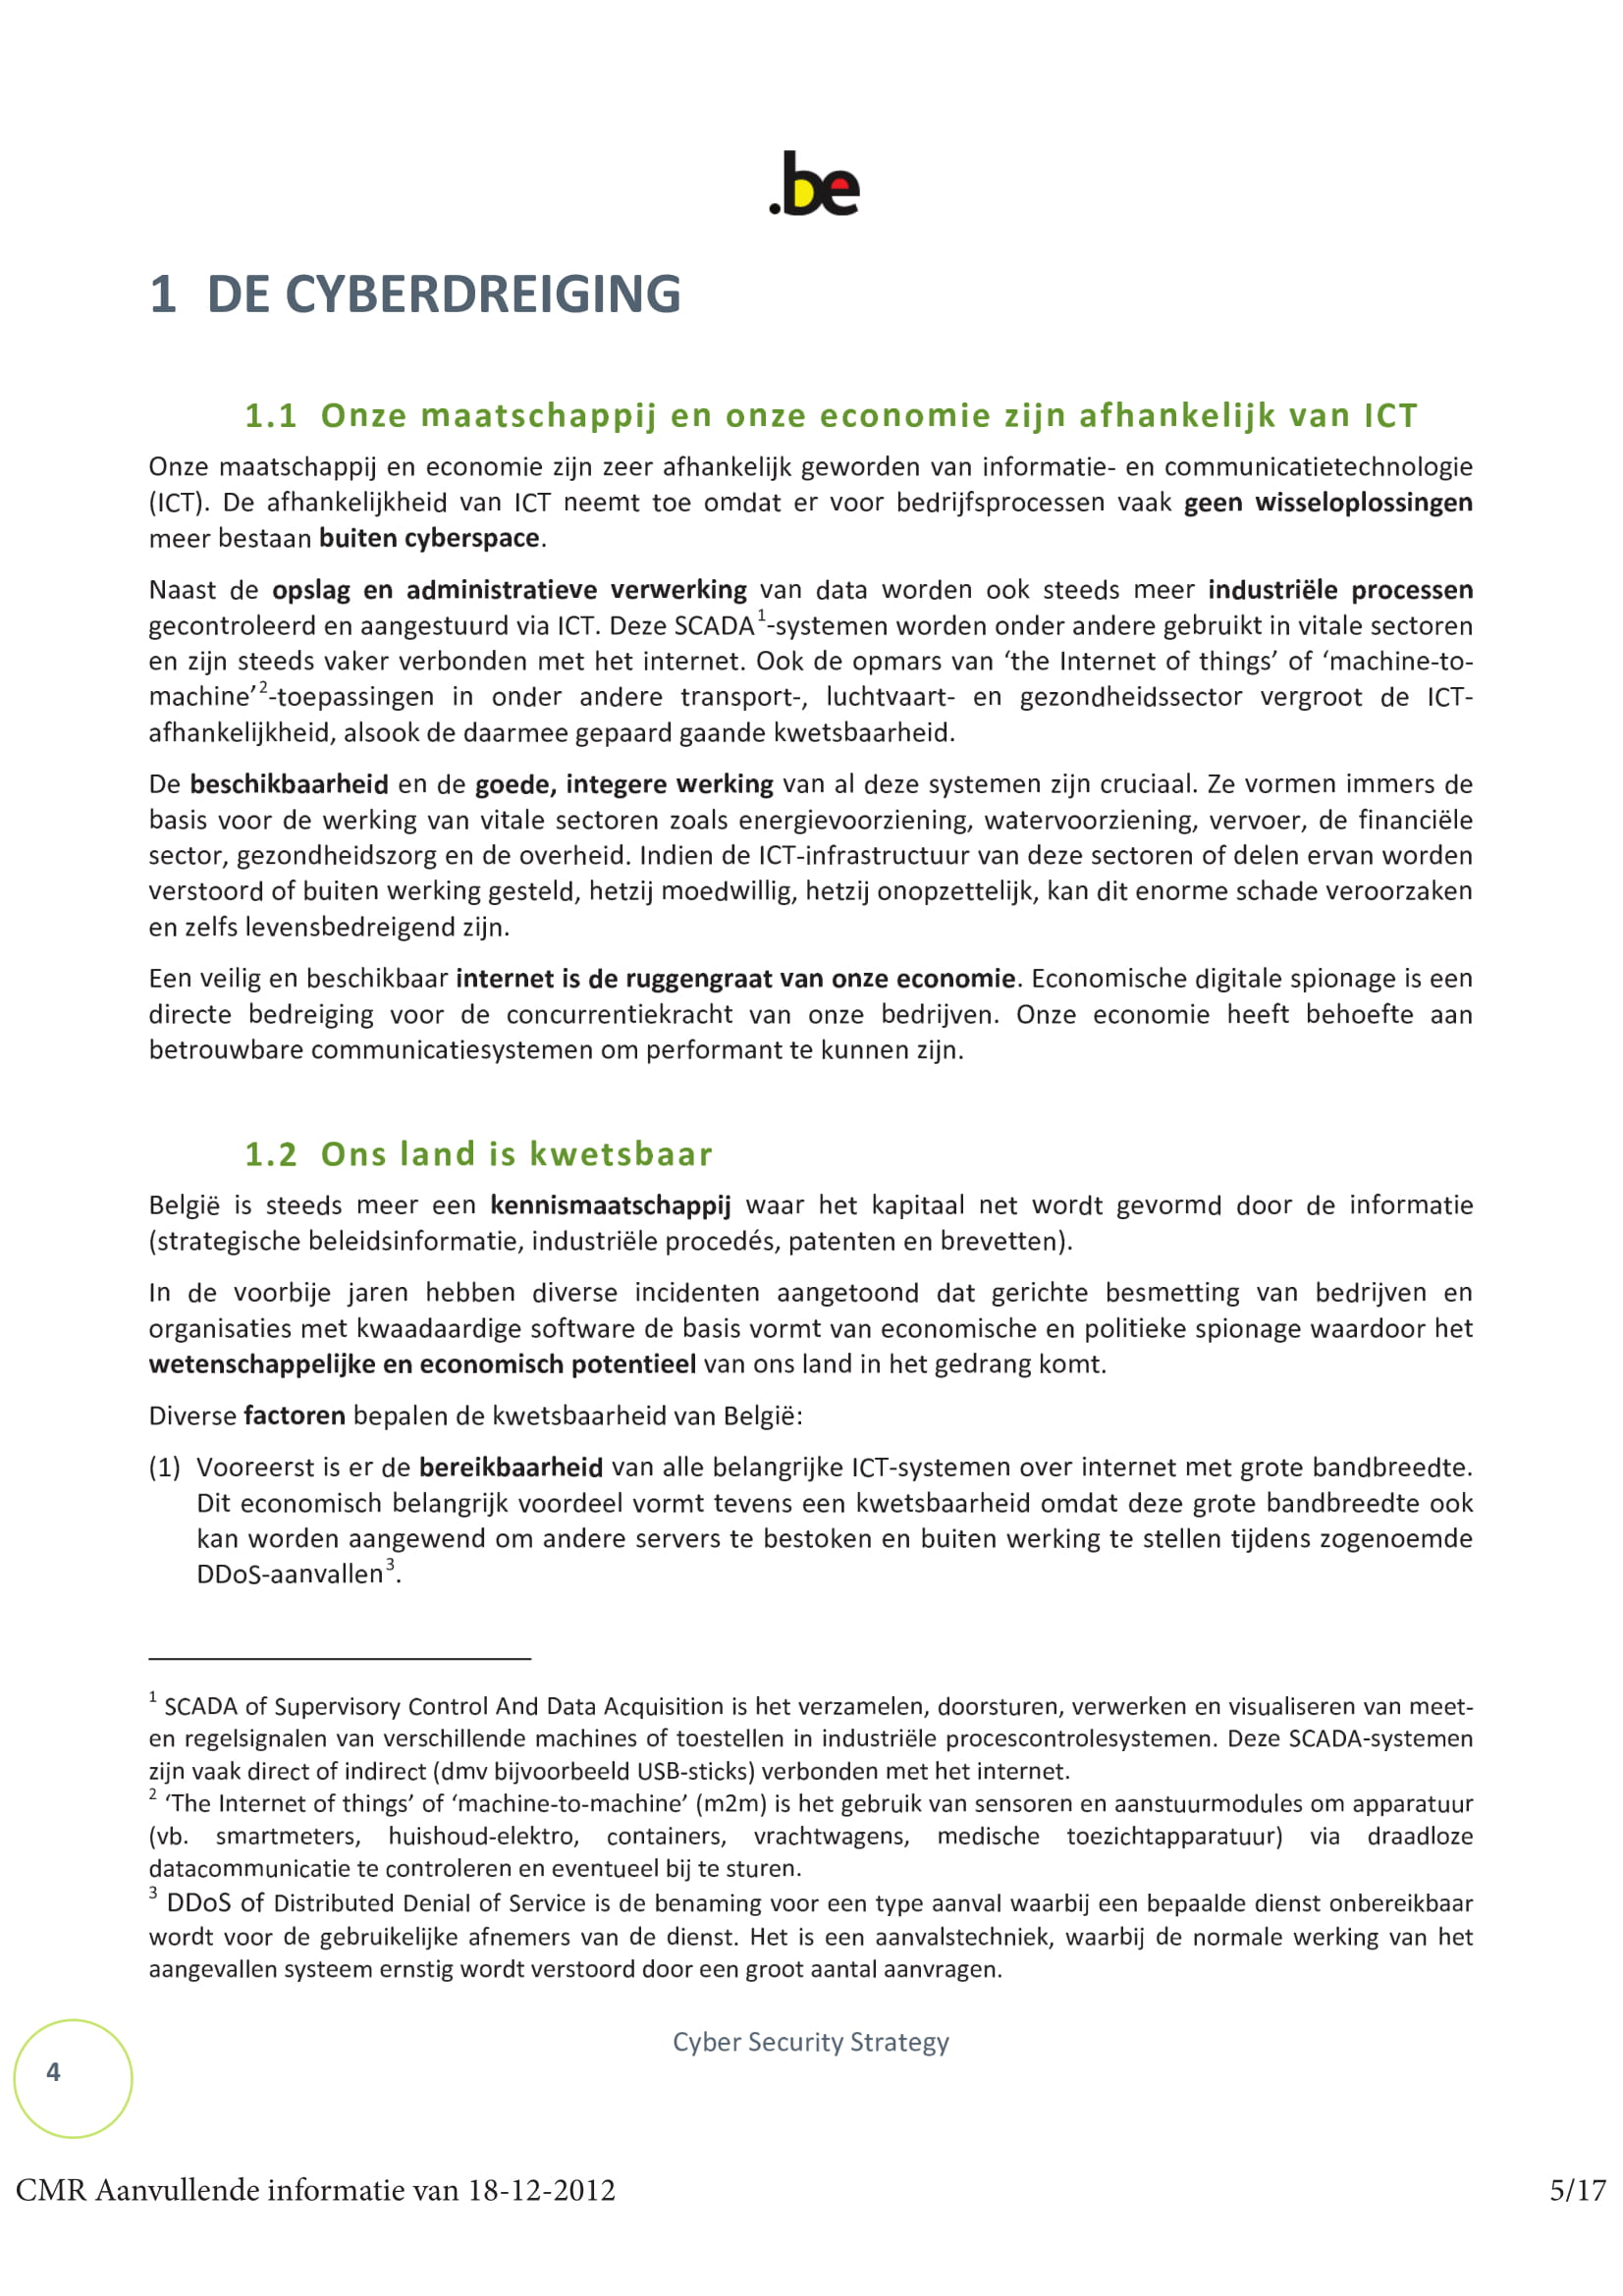 .be
1 DE CYBERDREIGING
1.1 Onze maatschappij en onze economie zijn afhankelijk van ICT
Onze maatschappij en economie zijn zeer afhankelijk geworden van informatie- en communicatietechnologie
(ICT). De afhankelijkheid van ICT neemt toe omdat er voor bedrijfsprocessen vaak geen wisseloplossingen
meer bestaan buiten cyberspace.
Naast de opslag en administratieve verwerking van data worden ook steeds meer industriële processen
gecontroleerd en aangestuurd via ICT. Deze SCADA¹-systemen worden onder andere gebruikt in vitale sectoren
en zijn steeds vaker verbonden met het internet. Ook de opmars van ‘the Internet of things’ of ‘machine-to-
machine’²-toepassingen in onder andere transport-, luchtvaart- en gezondheidssector vergroot de ICT-
afhankelijkheid, alsook de daarmee gepaard gaande kwetsbaarheid.
De beschikbaarheid en de goede, integere werking van al deze systemen zijn cruciaal. Ze vormen immers de
basis voor de werking van vitale sectoren zoals energievoorziening, watervoorziening, vervoer, de financiële
sector, gezondheidszorg en de overheid. Indien de ICT-infrastructuur van deze sectoren of delen ervan worden
verstoord of buiten werking gesteld, hetzij moedwillig, hetzij onopzettelijk, kan dit enorme schade veroorzaken
en zelfs levensbedreigend zijn.
Een veilig en beschikbaar internet is de ruggengraat van onze economie. Economische digitale spionage is een
directe bedreiging voor de concurrentiekracht van onze bedrijven. Onze economie heeft behoefte aan
betrouwbare communicatiesystemen om performant te kunnen zijn.
1.2 Ons land is kwetsbaar
België is steeds meer een kennismaatschappij waar het kapitaal net wordt gevormd door de informatie
(strategische beleidsinformatie, industriële procedés, patenten en brevetten).
In de voorbije jaren hebben diverse incidenten aangetoond dat gerichte besmetting van bedrijven en
organisaties met kwaadaardige software de basis vormt van economische en politieke spionage waardoor het
wetenschappelijke en economisch potentieel van ons land in het gedrang komt.
Diverse factoren bepalen de kwetsbaarheid van België:
(1) Vooreerst is er de bereikbaarheid van alle belangrijke ICT-systemen over internet met grote bandbreedte.
Dit economisch belangrijk voordeel vormt tevens een kwetsbaarheid omdat deze grote bandbreedte ook
kan worden aangewend om andere servers te bestoken en buiten werking te stellen tijdens zogenoemde
DDoS-aanvallen³.
¹ SCADA of Supervisory Control And Data Acquisition is het verzamelen, doorsturen, verwerken en visualiseren van meet-
en regelsignalen van verschillende machines of toestellen in industriële procescontrolesystemen. Deze SCADA-systemen
zijn vaak direct of indirect (dmv bijvoorbeeld USB-sticks) verbonden met het internet.
² ‘The Internet of things’ of ‘machine-to-machine’ (m2m) is het gebruik van sensoren en aanstuurmodules om apparatuur
(vb. smartmeters, huishoud-elektro, containers, vrachtwagens, medische toezichtapparatuur) via draadloze
datacommunicatie te controleren en eventueel bij te sturen.
³ DDoS of Distributed Denial of Service is de benaming voor een type aanval waarbij een bepaalde dienst onbereikbaar
wordt voor de gebruikelijke afnemers van de dienst. Het is een aanvalstechniek, waarbij de normale werking van het
aangevallen systeem ernstig wordt verstoord door een groot aantal aanvragen.
Cyber Security Strategy
4
CMR Aanvullende informatie van 18-12-2012 5/17